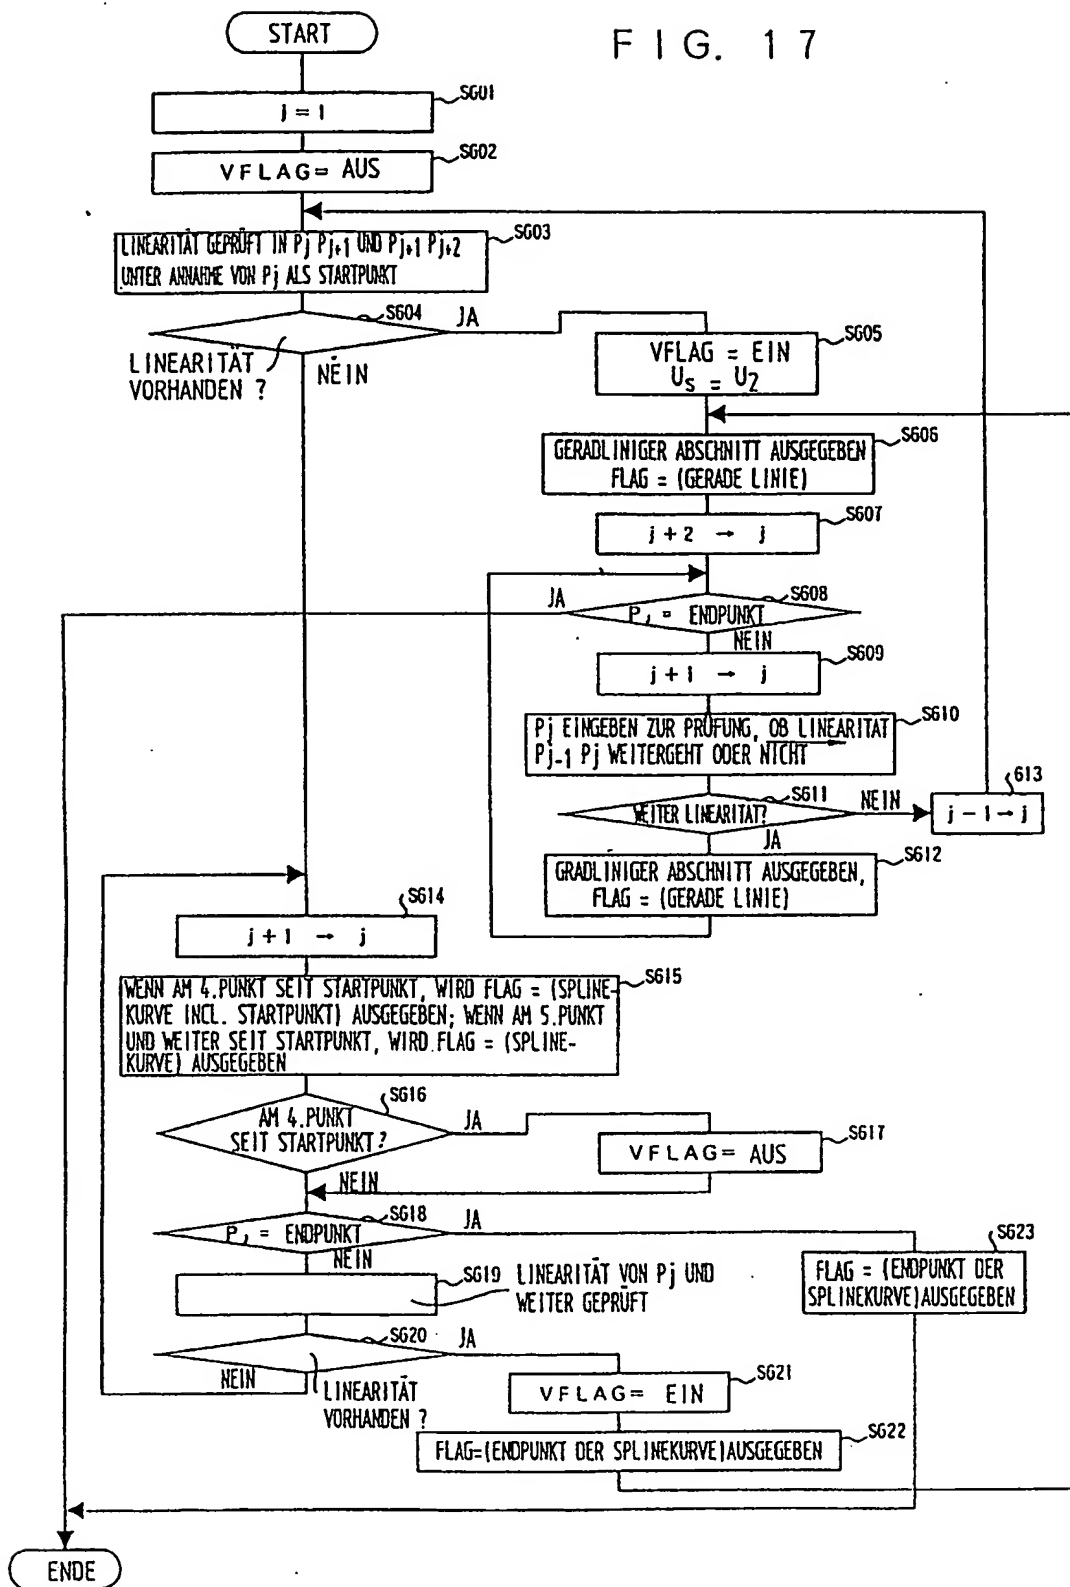 START
F I G. 1 7
S601
j = 1
S602
VFLAG = AUS
S603
LINEARITÄT GEPRÜFT IN Pj Pj+1 UND Pj+1 Pj+2
UNTER ANNAHME VON Pj ALS STARTPUNKT
S604
JA
LINEARITÄT
VORHANDEN ?
NEIN
S605
VFLAG = EIN
Us = U2
S606
GERADLINIGER ABSCHNITT AUSGEGEBEN
FLAG = (GERADE LINIE)
S607
j + 2 → j
S608
JA
Pj = ENDPUNKT
NEIN
S609
j + 1 → j
S610
Pj EINGEBEN ZUR PRÜFUNG, OB LINEARITAT
Pj-1 Pj WEITERGEHT ODER NICHT
S611
NEIN
WEITER LINEARITAT?
JA
613
j - 1 → j
S612
GRADLINIGER ABSCHNITT AUSGEGEBEN,
FLAG = (GERADE LINIE)
S614
j + 1 → j
S615
WENN AM 4.PUNKT SEIT STARTPUNKT, WIRD FLAG = (SPLINE-
KURVE INCL. STARTPUNKT) AUSGEGEBEN; WENN AM 5.PUNKT
UND WEITER SEIT STARTPUNKT, WIRD FLAG = (SPLINE-
KURVE) AUSGEGEBEN
S616
AM 4.PUNKT
SEIT STARTPUNKT?
JA
NEIN
S617
VFLAG = AUS
S618
Pj = ENDPUNKT
JA
NEIN
S623
FLAG = (ENDPUNKT DER
SPLINEKURVE) AUSGEGEBEN
S619
LINEARITÄT VON Pj UND
WEITER GEPRÜFT
S620
JA
NEIN
LINEARITÄT
VORHANDEN ?
S621
VFLAG = EIN
S622
FLAG=(ENDPUNKT DER SPLINEKURVE)AUSGEGEBEN
ENDE